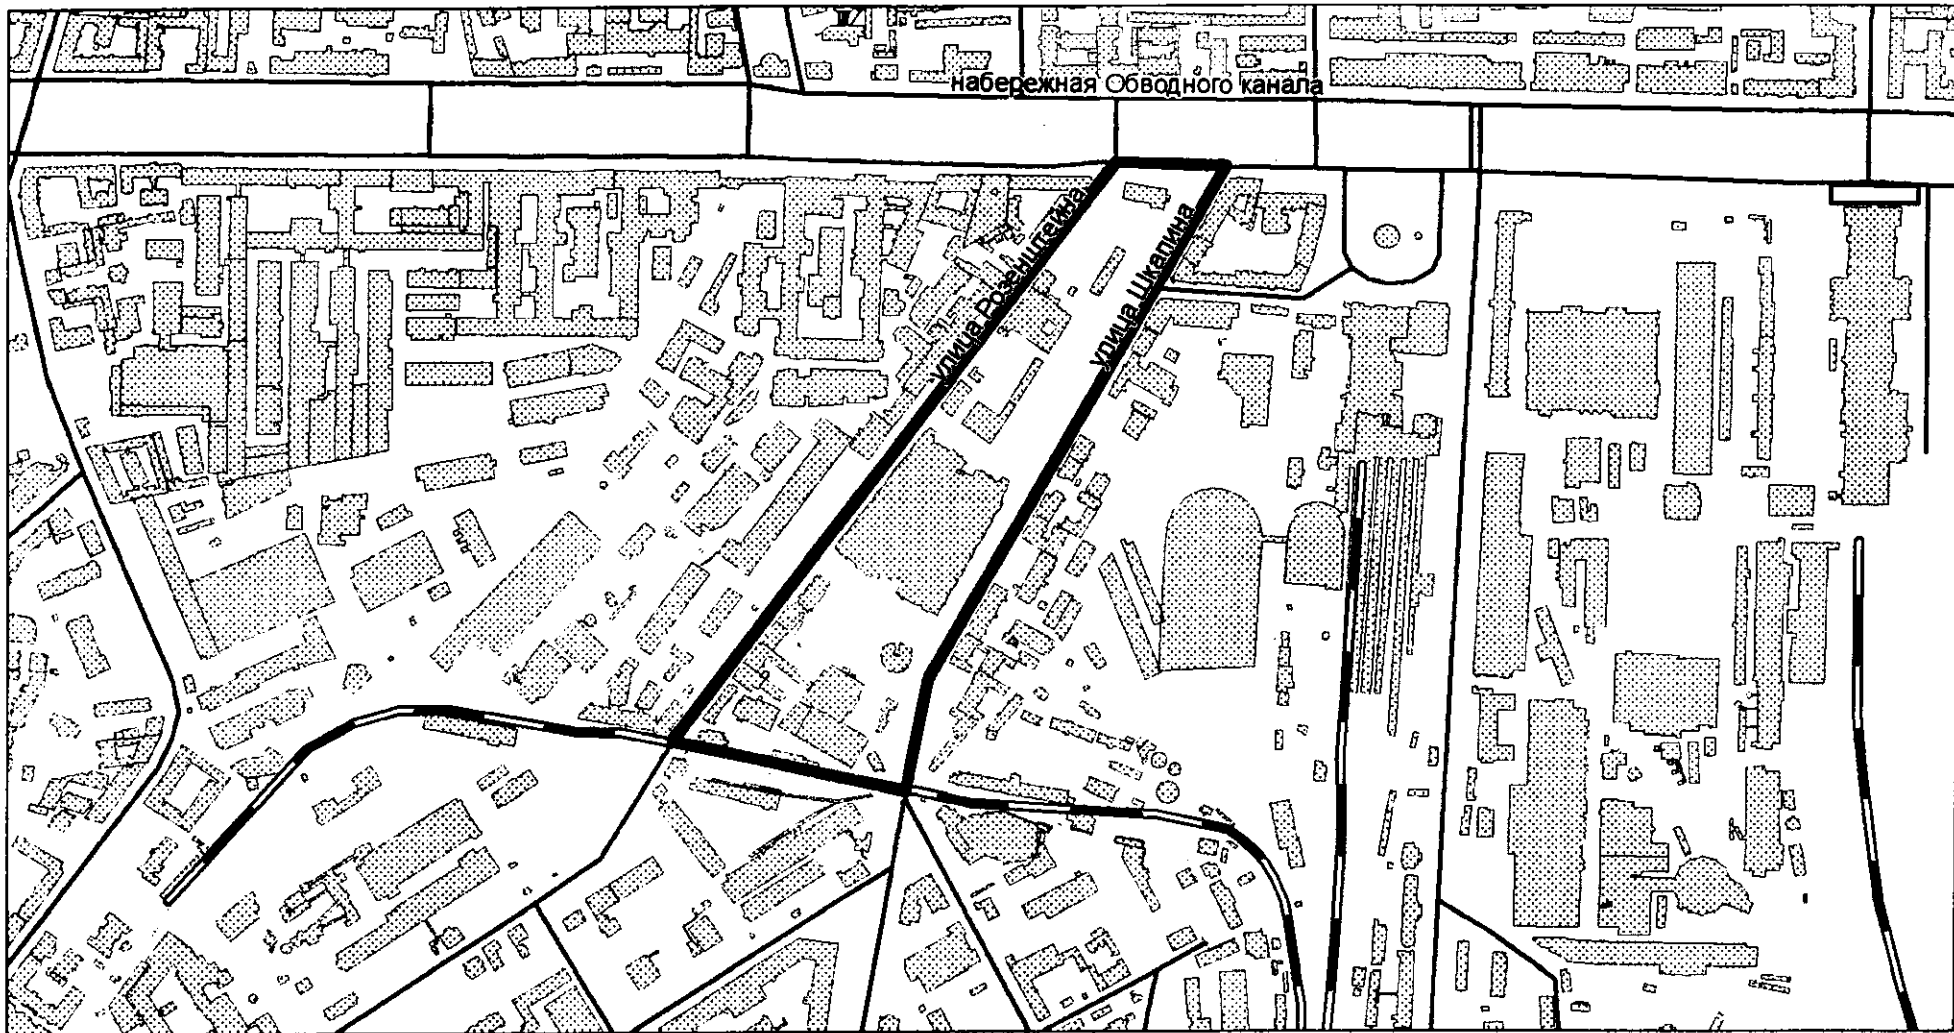 набережная Обводного канала
улица Розенштейна
улица Шкапина